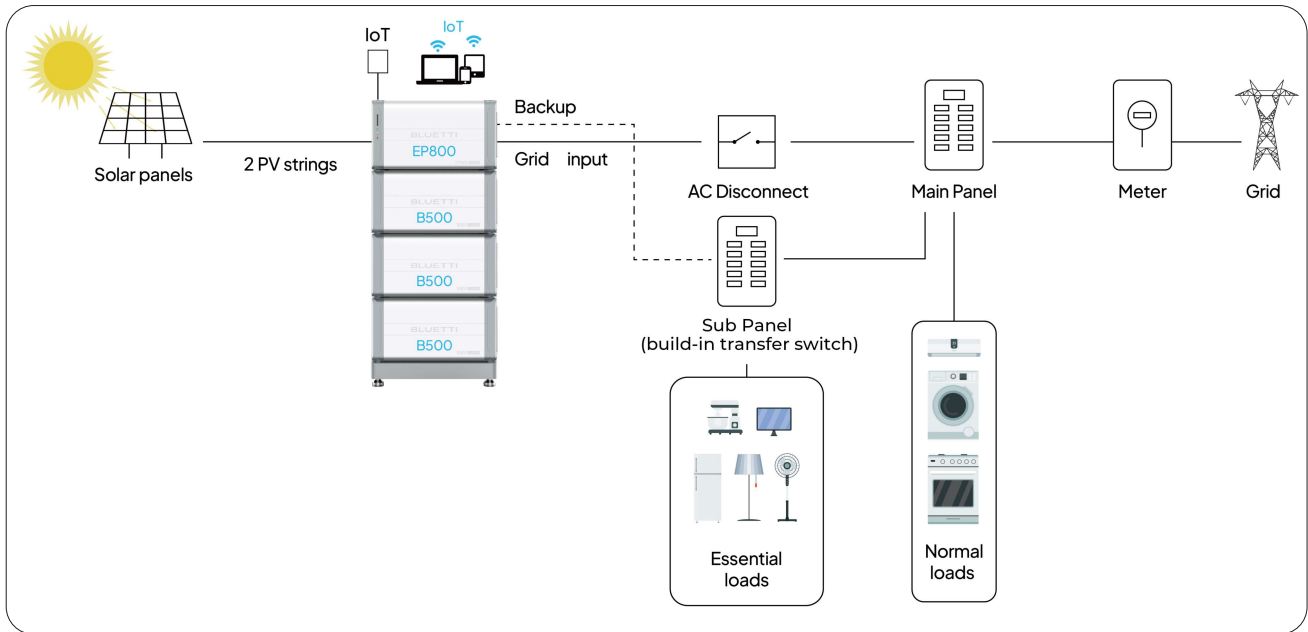 IoT
IoT
Backup
BLUETTI
EP800
Grid input
2 PV strings
Solar panels
AC Disconnect
Main Panel
Meter
Grid
BLUETTI
B500
BLUETTI
B500
BLUETTI
B500
Sub Panel
(build-in transfer switch)
Essential
loads
Normal
loads